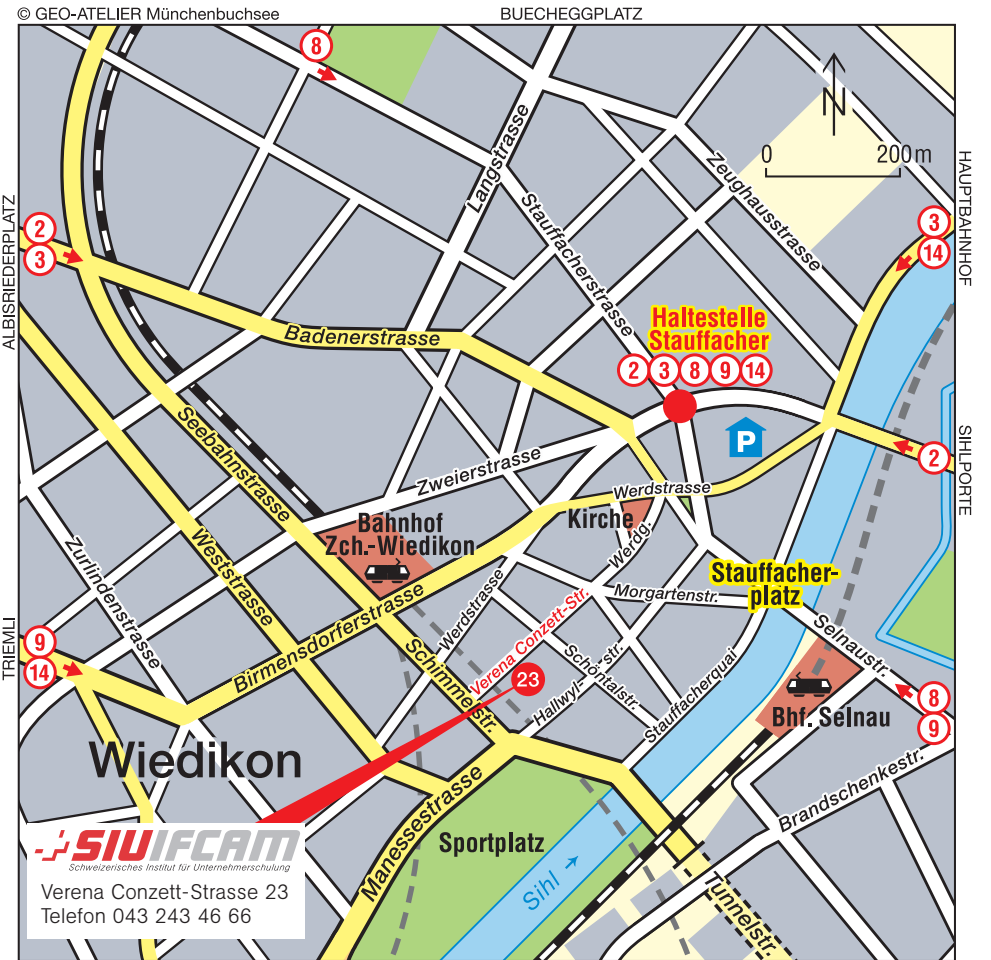 © GEO-ATELIER Münchenbuchsee
BUECHEGGPLATZ
8
N
0 200m
Langstrasse
Zeughausstrasse
Stauffacherstrasse
HAUPTBAHNHOF
3
14
ALBISRIEDERPLATZ
2
3
Badenerstrasse
Haltestelle
Stauffacher
2 3 8 9 14
P
SIHLPORTE
2
Seebahnstrasse
Zweierstrasse
Werdstrasse
Kirche
Werdg.
Bahnhof
Zch.-Wiedikon
Zurlindenstrasse
Weststrasse
Birmensdorferstrasse
Werdstrasse
Verena Conzett-Str.
Morgartenstr.
Stauffacher-
platz
Selnaustr.
TRIEMLI
9
14
Schimmelstr.
23
Schöntalstr.
Hallwylstr.
Stauffacherquai
Bhf. Selnau
8
9
Wiedikon
Brandschenkestr.
Manessestrasse
Sportplatz
Sihl →
Tunnelstr.
SIU IFCAM
Schweizerisches Institut für Unternehmerschulung
Verena Conzett-Strasse 23
Telefon 043 243 46 66